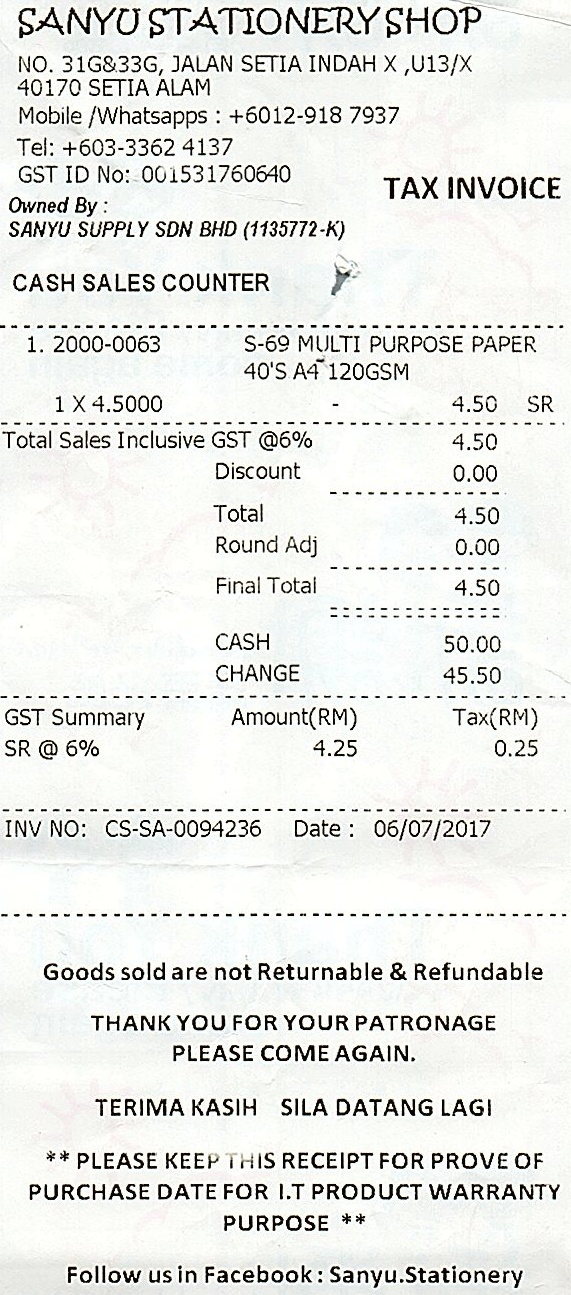 SANYU STATIONERY SHOP
NO. 31G&33G, JALAN SETIA INDAH X ,U13/X
40170 SETIA ALAM
Mobile /Whatsapps : +6012-918 7937
Tel: +603-3362 4137
GST ID No: 001531760640
TAX INVOICE
Owned By :
SANYU SUPPLY SDN BHD (1135772-K)
CASH SALES COUNTER
1. 2000-0063 S-69 MULTI PURPOSE PAPER
40'S A4 120GSM
1 X 4.5000 - 4.50 SR
Total Sales Inclusive GST @6% 4.50
Discount 0.00
Total 4.50
Round Adj 0.00
Final Total 4.50
CASH 50.00
CHANGE 45.50
GST Summary Amount(RM) Tax(RM)
SR @ 6% 4.25 0.25
INV NO: CS-SA-0094236 Date : 06/07/2017
Goods sold are not Returnable & Refundable
THANK YOU FOR YOUR PATRONAGE
PLEASE COME AGAIN.
TERIMA KASIH SILA DATANG LAGI
** PLEASE KEEP THIS RECEIPT FOR PROVE OF
PURCHASE DATE FOR I.T PRODUCT WARRANTY
PURPOSE **
Follow us in Facebook : Sanyu.Stationery